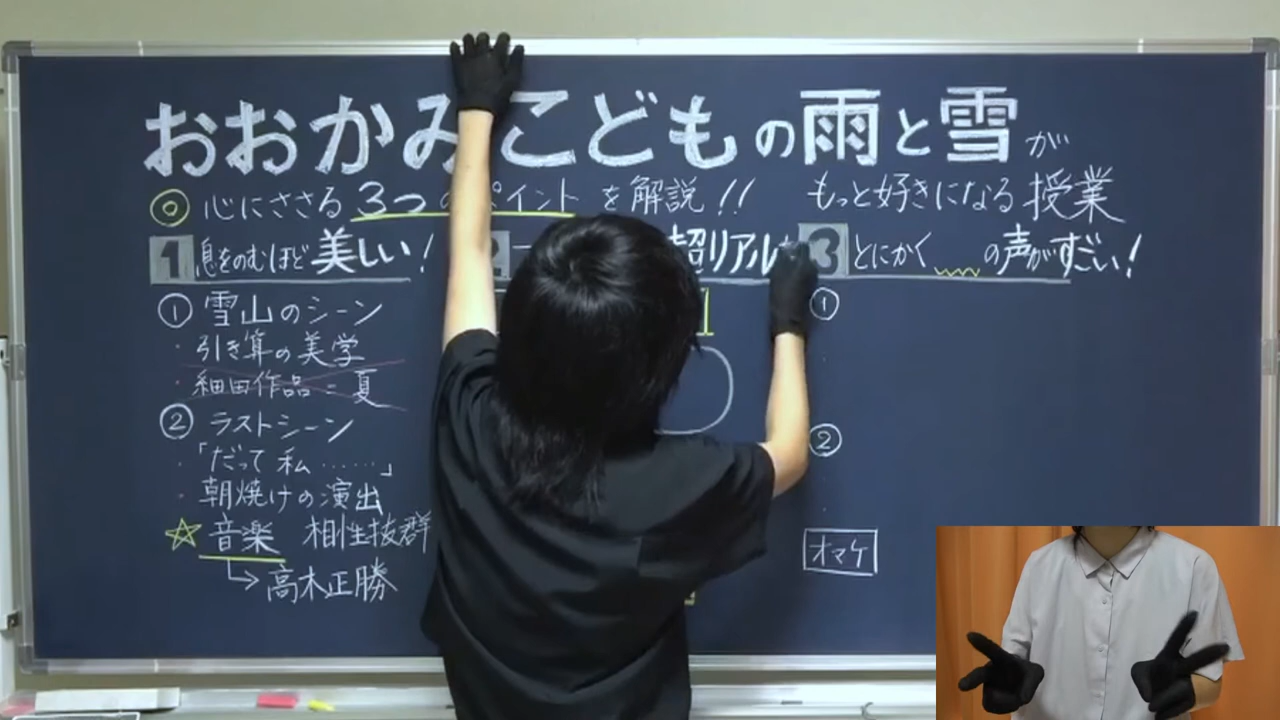 おおかみこどもの雨と雪が
◎ 心にささる3つのポイントを解説!! もっと好きになる授業
1 息をのむほど美しい!
① 雪山のシーン
・引き算の美学
・細田作品=夏
② ラストシーン
・「だって私……」
・朝焼けの演出
☆音楽 相性抜群
↳高木正勝
2
超リアル
3 とにかく﹏﹏の声がすごい!
①
②
オマケ